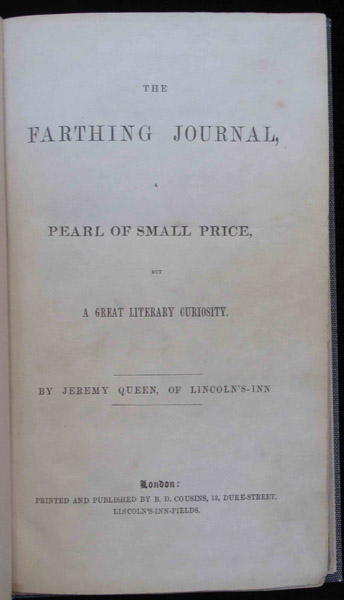 THE
FARTHING JOURNAL,
A
PEARL OF SMALL PRICE,
BUT
A GREAT LITERARY CURIOSITY.
BY JEREMY QUEEN, OF LINCOLN'S-INN
London:
PRINTED AND PUBLISHED BY B. D. COUSINS, 18, DUKE-STREET,
LINCOLN'S-INN-FIELDS.